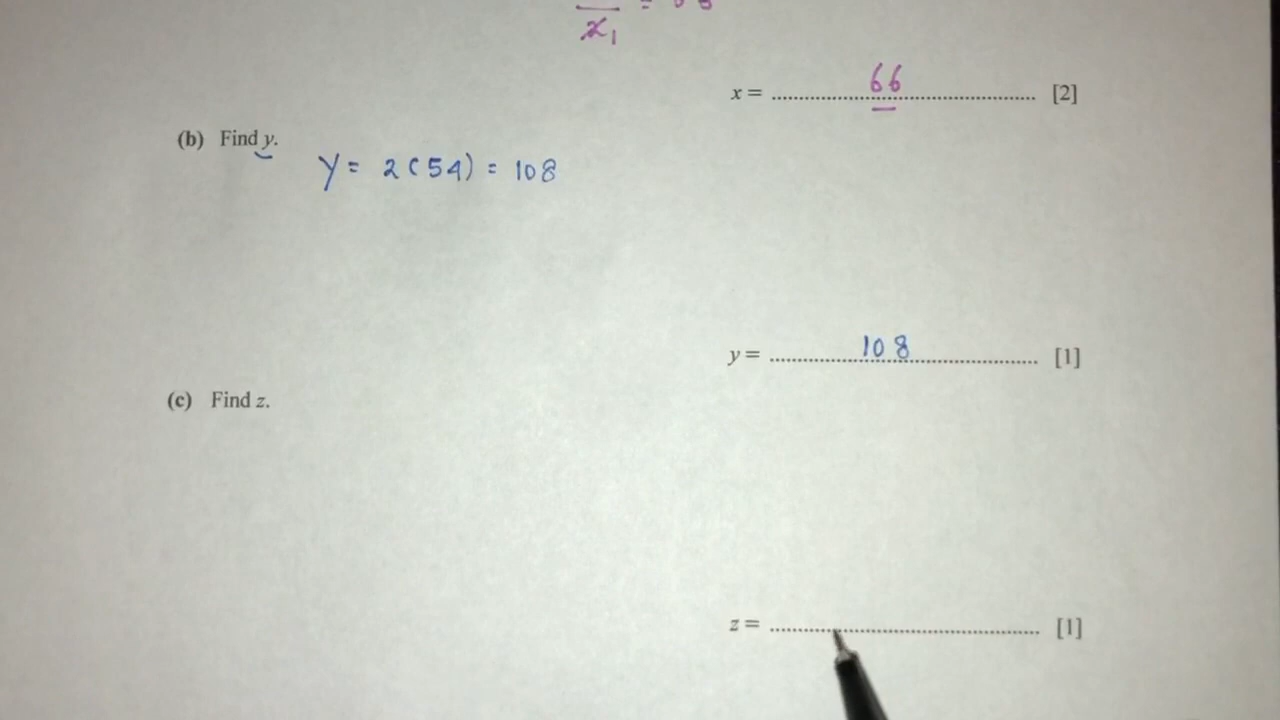 x₁
x = 66 [2]
(b) Find y.
y = 2(54) = 108
y = 108 [1]
(c) Find z.
z = [1]